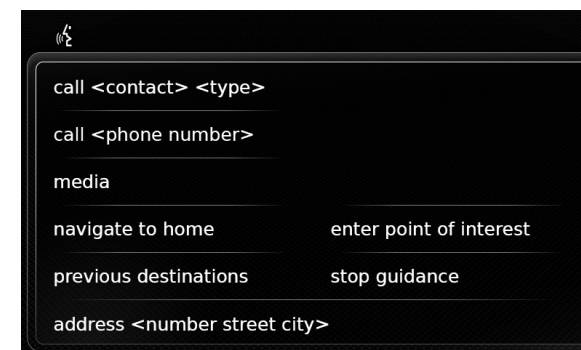 call <contact> <type>
call <phone number>
media
navigate to home
enter point of interest
previous destinations
stop guidance
address <number street city>